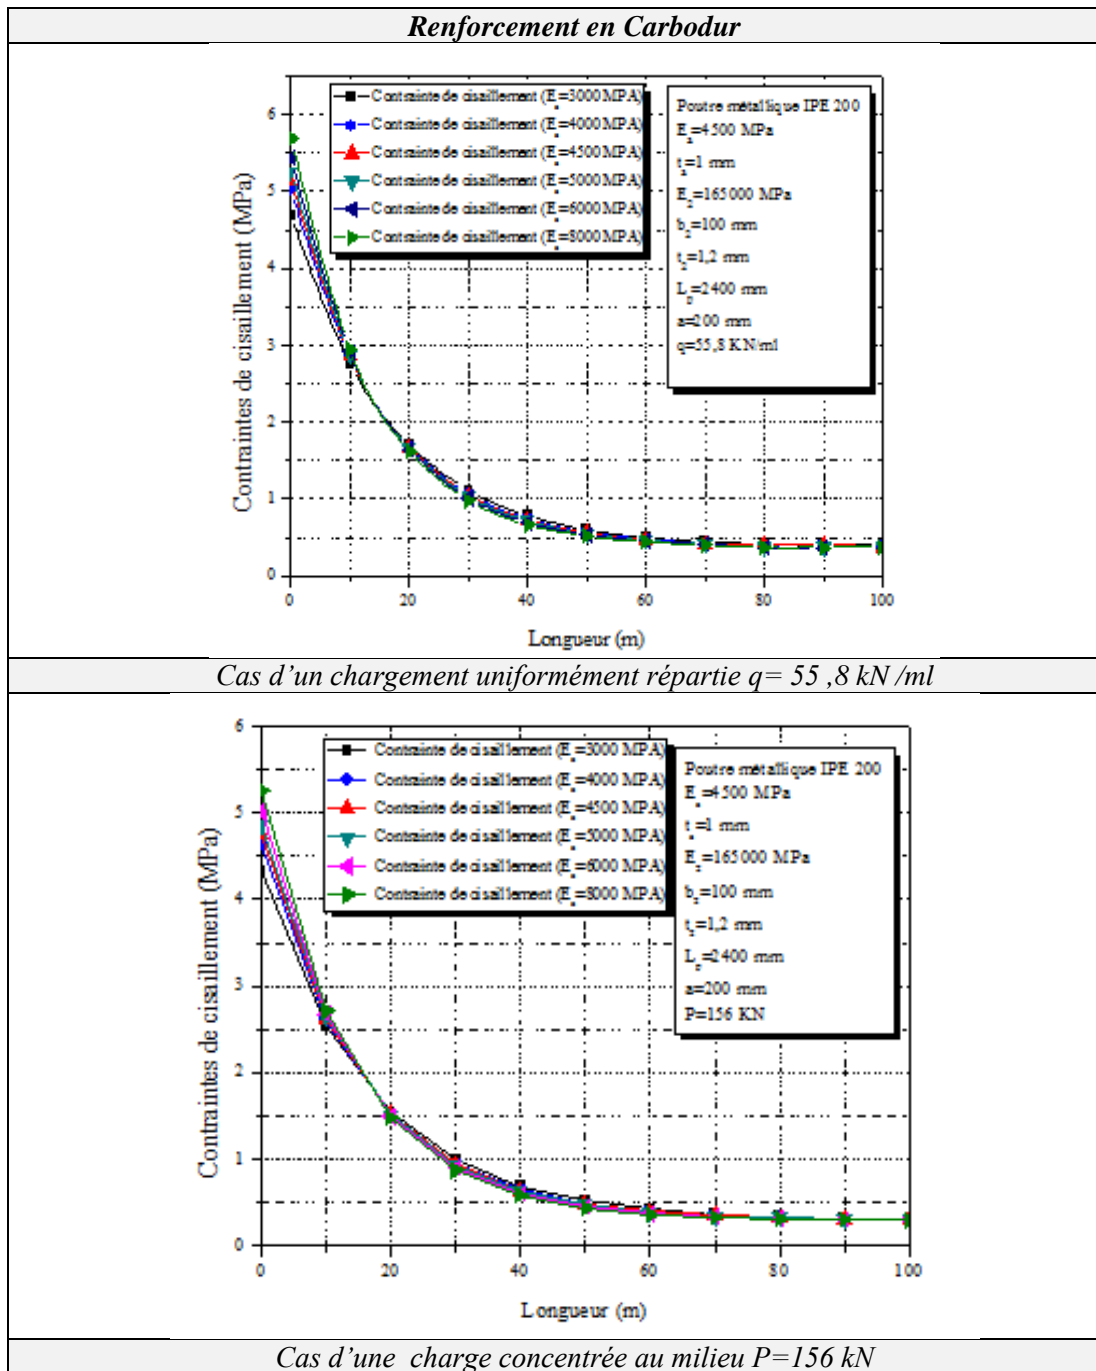 Renforcement en Carbodur
Contrainte de cisaillement (Ea=3000 MPA)
Contrainte de cisaillement (Ea=4000 MPA)
Contrainte de cisaillement (Ea=4500 MPA)
Contrainte de cisaillement (Ea=5000 MPA)
Contrainte de cisaillement (Ea=6000 MPA)
Contrainte de cisaillement (Ea=8000 MPA)
Poutre métallique IPE 200
Ea=4500 MPa
ta=1 mm
E2=165000 MPa
b2=100 mm
t2=1,2 mm
Lp=2400 mm
a=200 mm
q=55,8 KN/ml
Contraintes de cisaillement (MPa)
6
5
4
3
2
1
0
0 20 40 60 80 100
Longueur (m)
Cas d'un chargement uniformément répartie q= 55 ,8 kN /ml
Contrainte de cisaillement (Ea=3000 MPA)
Contrainte de cisaillement (Ea=4000 MPA)
Contrainte de cisaillement (Ea=4500 MPA)
Contrainte de cisaillement (Ea=5000 MPA)
Contrainte de cisaillement (Ea=6000 MPA)
Contrainte de cisaillement (Ea=8000 MPA)
Poutre métallique IPE 200
Ea=4500 MPa
ta=1 mm
E2=165000 MPa
b2=100 mm
t2=1,2 mm
Lp=2400 mm
a=200 mm
P=156 KN
Contraintes de cisaillement (MPa)
6
5
4
3
2
1
0
0 20 40 60 80 100
Longueur (m)
Cas d'une charge concentrée au milieu P=156 kN